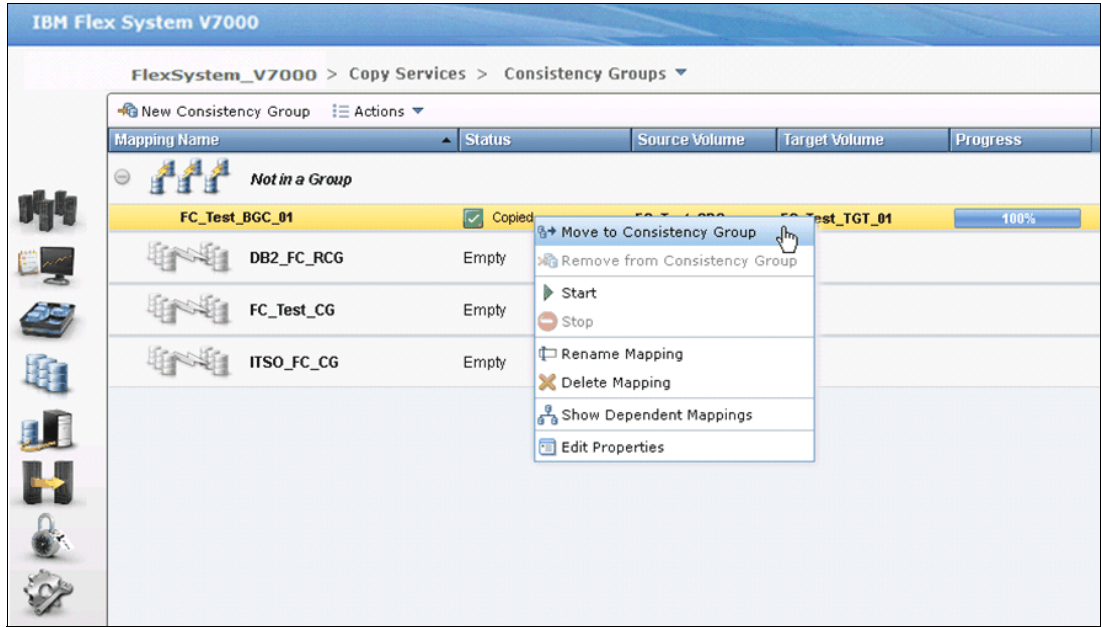 IBM Flex System V7000
FlexSystem_V7000 > Copy Services > Consistency Groups
New Consistency Group Actions
Mapping Name Status Source Volume Target Volume Progress
Not in a Group
FC_Test_BGC_01 Copied FC_Test_TGT_01 100%
Move to Consistency Group
DB2_FC_RCG Empty
Remove from Consistency Group
Start
FC_Test_CG Empty
Stop
Rename Mapping
ITSO_FC_CG Empty
Delete Mapping
Show Dependent Mappings
Edit Properties